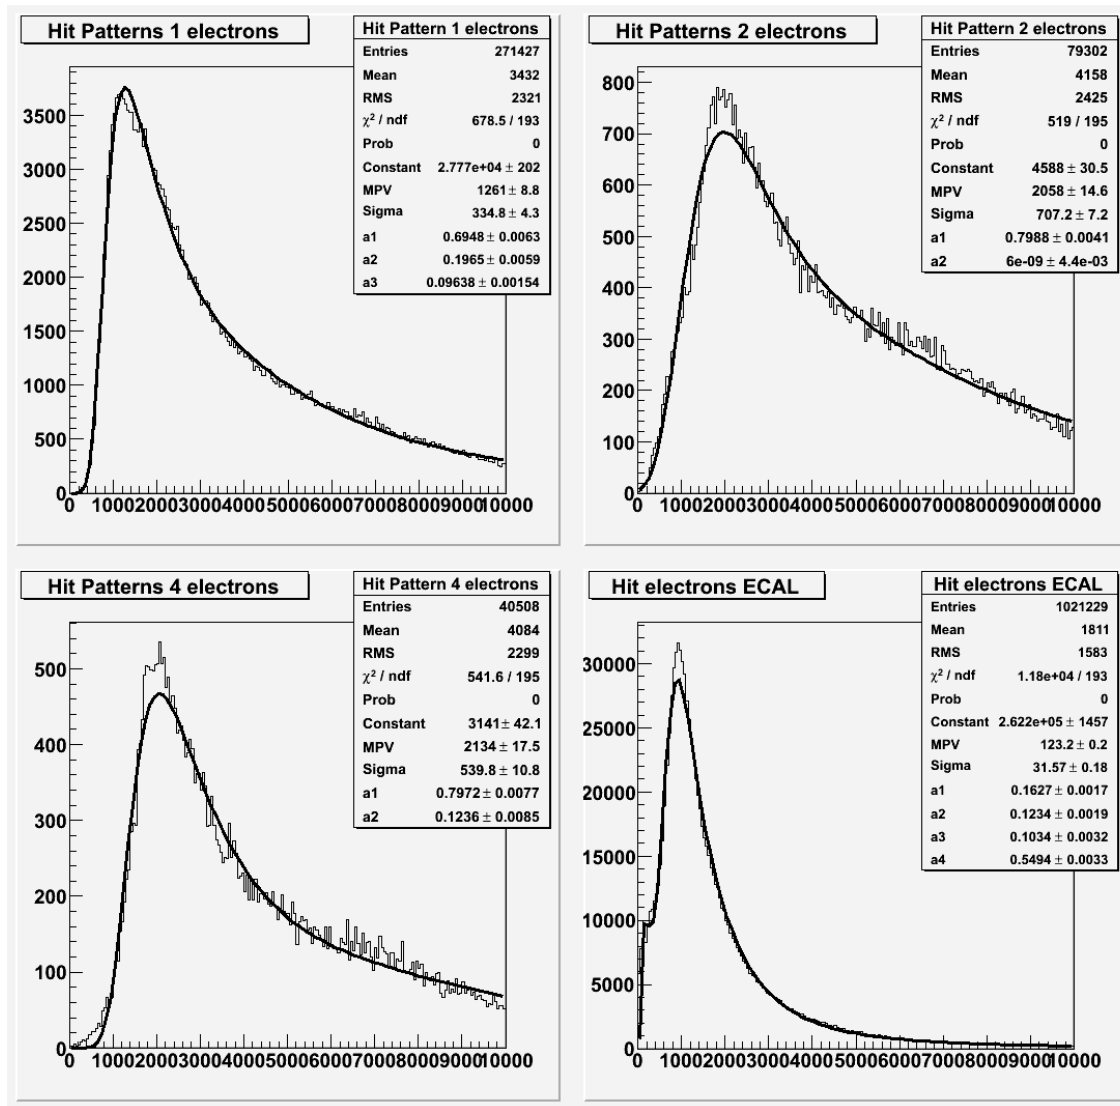 Hit Patterns 1 electrons
Hit Pattern 1 electrons
Entries 271427
Mean 3432
RMS 2321
χ² / ndf 678.5 / 193
Prob 0
Constant 2.777e+04 ± 202
MPV 1261 ± 8.8
Sigma 334.8 ± 4.3
a1 0.6948 ± 0.0063
a2 0.1965 ± 0.0059
a3 0.09638 ± 0.00154
3500
3000
2500
2000
1500
1000
500
0
0 1000 2000 3000 4000 5000 6000 7000 8000 9000 10000
Hit Patterns 2 electrons
Hit Pattern 2 electrons
Entries 79302
Mean 4158
RMS 2425
χ² / ndf 519 / 195
Prob 0
Constant 4588 ± 30.5
MPV 2058 ± 14.6
Sigma 707.2 ± 7.2
a1 0.7988 ± 0.0041
a2 6e-09 ± 4.4e-03
800
700
600
500
400
300
200
100
0
0 1000 2000 3000 4000 5000 6000 7000 8000 9000 10000
Hit Patterns 4 electrons
Hit Pattern 4 electrons
Entries 40508
Mean 4084
RMS 2299
χ² / ndf 541.6 / 195
Prob 0
Constant 3141 ± 42.1
MPV 2134 ± 17.5
Sigma 539.8 ± 10.8
a1 0.7972 ± 0.0077
a2 0.1236 ± 0.0085
500
400
300
200
100
0
0 1000 2000 3000 4000 5000 6000 7000 8000 9000 10000
Hit electrons ECAL
Hit electrons ECAL
Entries 1021229
Mean 1811
RMS 1583
χ² / ndf 1.18e+04 / 193
Prob 0
Constant 2.622e+05 ± 1457
MPV 123.2 ± 0.2
Sigma 31.57 ± 0.18
a1 0.1627 ± 0.0017
a2 0.1234 ± 0.0019
a3 0.1034 ± 0.0032
a4 0.5494 ± 0.0033
30000
25000
20000
15000
10000
5000
0
0 1000 2000 3000 4000 5000 6000 7000 8000 9000 10000